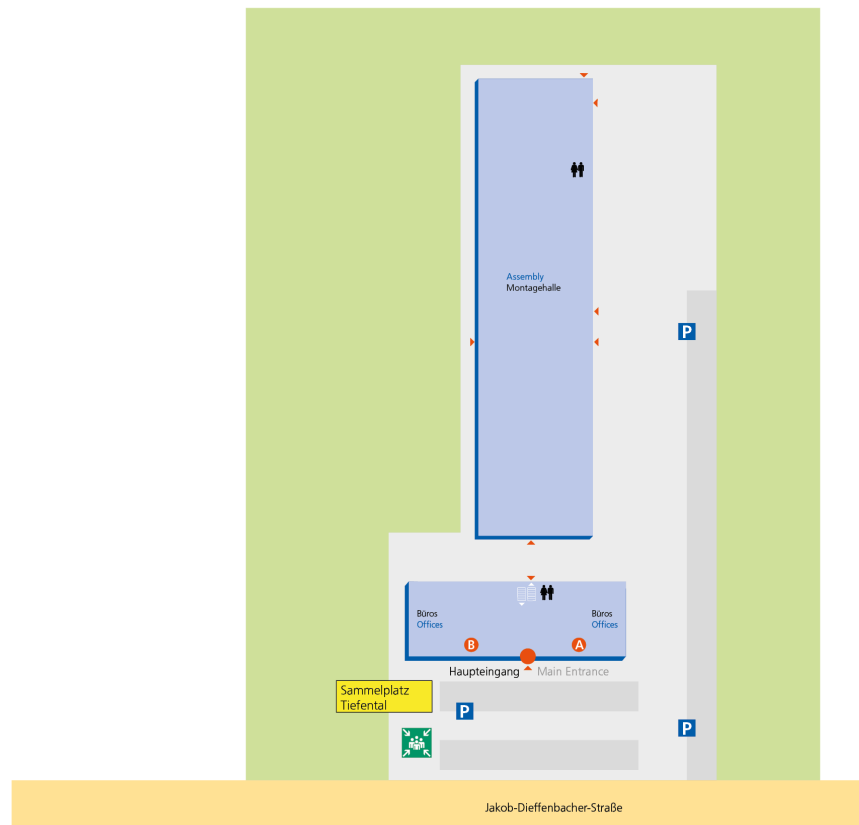 Assembly
Montagehalle
P
Büros
Offices
Büros
Offices
B
A
Haupteingang Main Entrance
Sammelplatz
Tiefental
P
P
Jakob-Dieffenbacher-Straße